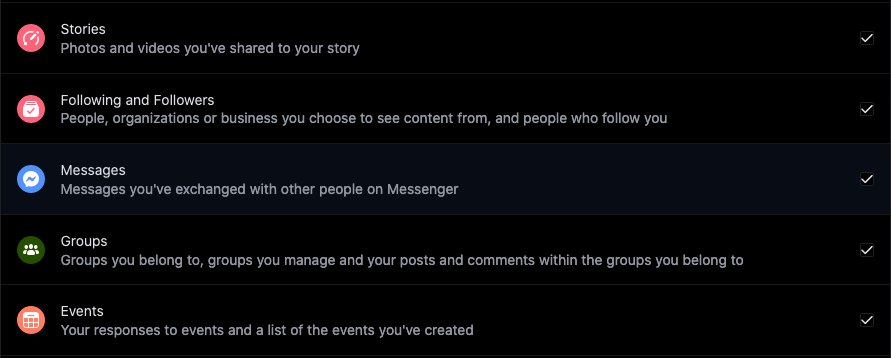 Stories
Photos and videos you've shared to your story
Following and Followers
People, organizations or business you choose to see content from, and people who follow you
Messages
Messages you've exchanged with other people on Messenger
Groups
Groups you belong to, groups you manage and your posts and comments within the groups you belong to
Events
Your responses to events and a list of the events you've created